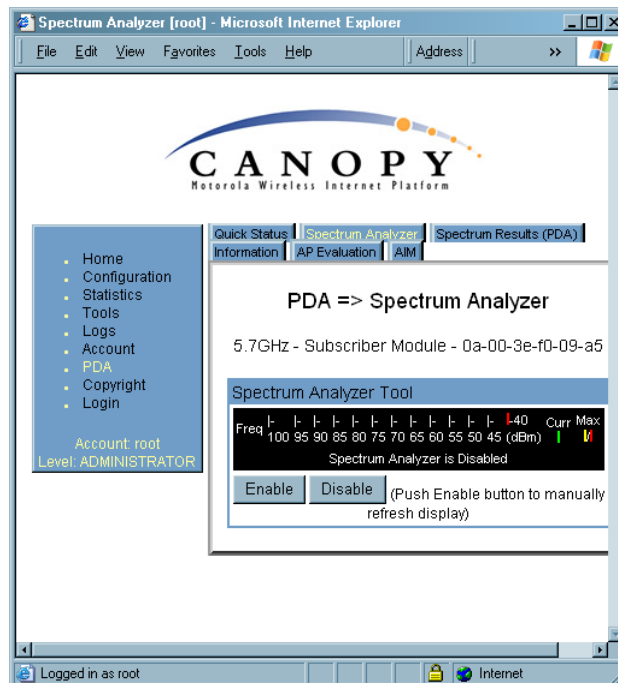 Spectrum Analyzer [root] - Microsoft Internet Explorer
File Edit View Favorites Tools Help Address »
CANOPY
Motorola Wireless Internet Platform
Quick Status Spectrum Analyzer Spectrum Results (PDA)
Information AP Evaluation AIM
Home
Configuration
Statistics
Tools
Logs
Account
PDA
Copyright
Login
Account: root
Level: ADMINISTRATOR
PDA => Spectrum Analyzer
5.7GHz - Subscriber Module - 0a-00-3e-f0-09-a5
Spectrum Analyzer Tool
Freq |- |- |- |- |- |- |- |- |- |- |- |- |-40 Curr Max
100 95 90 85 80 75 70 65 60 55 50 45 (dBm) | |/|
Spectrum Analyzer is Disabled
Enable Disable (Push Enable button to manually
refresh display)
Logged in as root Internet